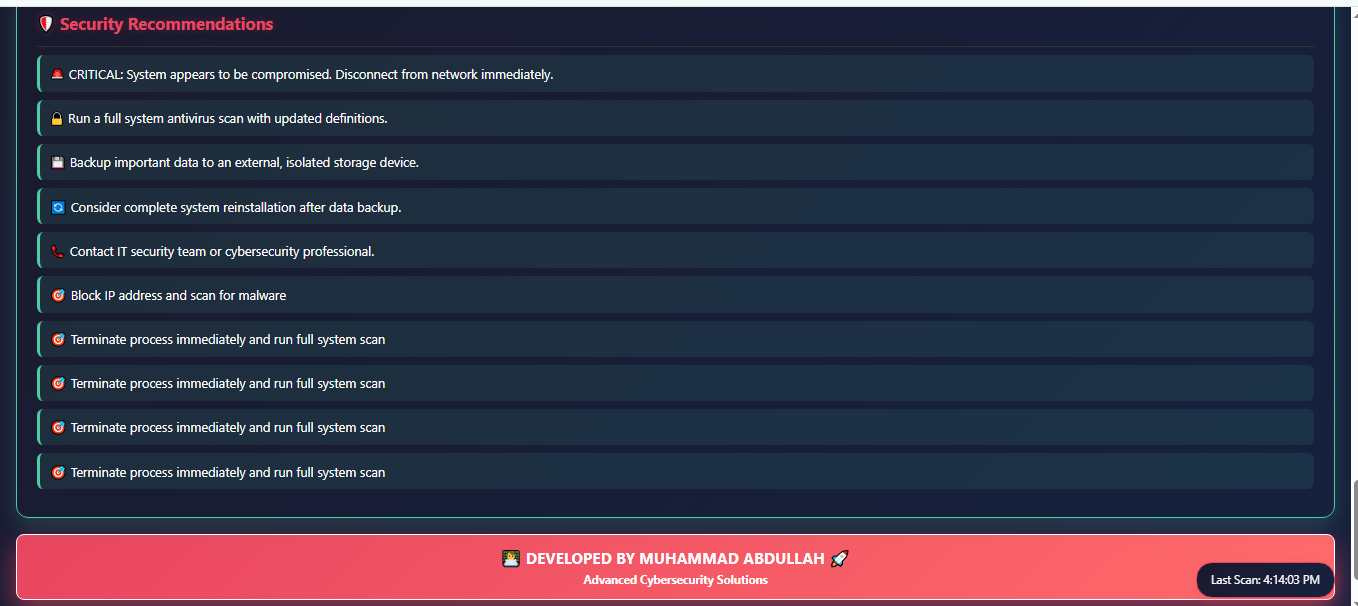 Security Recommendations
CRITICAL: System appears to be compromised. Disconnect from network immediately.
Run a full system antivirus scan with updated definitions.
Backup important data to an external, isolated storage device.
Consider complete system reinstallation after data backup.
Contact IT security team or cybersecurity professional.
Block IP address and scan for malware
Terminate process immediately and run full system scan
Terminate process immediately and run full system scan
Terminate process immediately and run full system scan
Terminate process immediately and run full system scan
DEVELOPED BY MUHAMMAD ABDULLAH
Advanced Cybersecurity Solutions
Last Scan: 4:14:03 PM